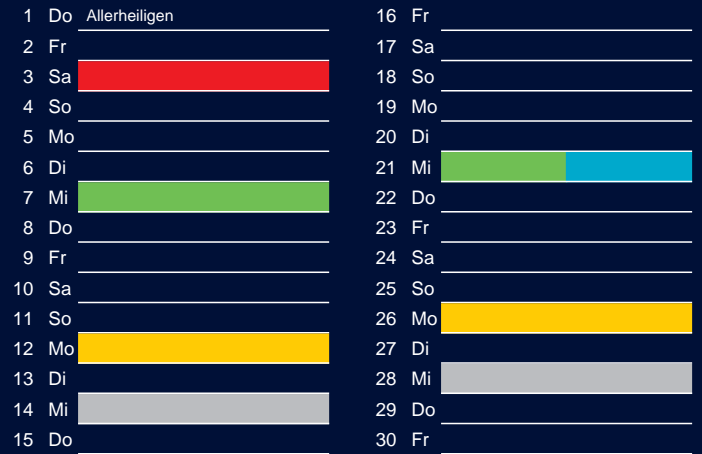 1 Do Allerheiligen
2 Fr
3 Sa
4 So
5 Mo
6 Di
7 Mi
8 Do
9 Fr
10 Sa
11 So
12 Mo
13 Di
14 Mi
15 Do
16 Fr
17 Sa
18 So
19 Mo
20 Di
21 Mi
22 Do
23 Fr
24 Sa
25 So
26 Mo
27 Di
28 Mi
29 Do
30 Fr